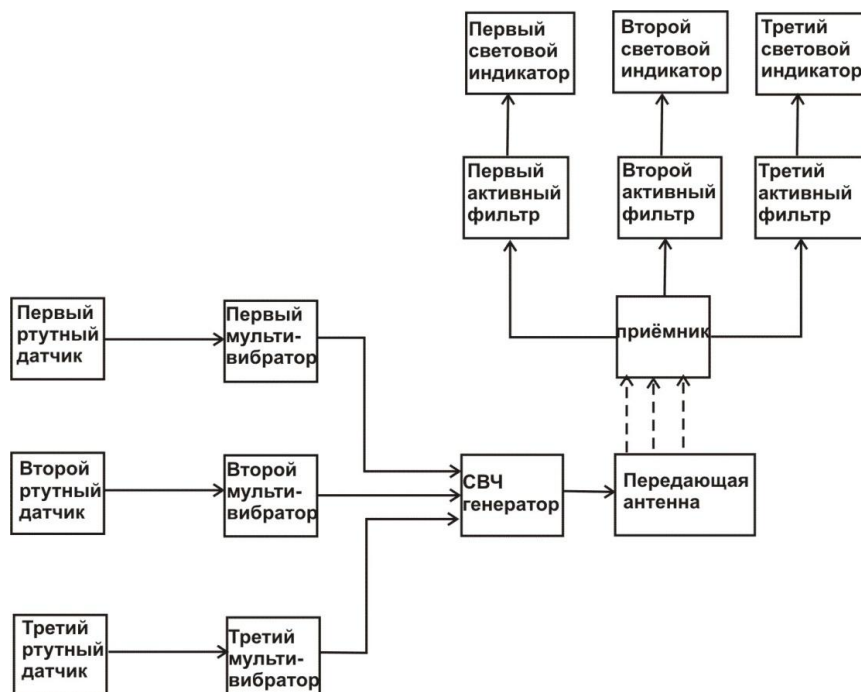 Первый
световой
индикатор
Второй
световой
индикатор
Третий
световой
индикатор
Первый
активный
фильтр
Второй
активный
фильтр
Третий
активный
фильтр
приёмник
Первый
ртутный
датчик
Первый
мульти-
вибратор
Второй
ртутный
датчик
Второй
мульти-
вибратор
СВЧ
генератор
Передающая
антенна
Третий
ртутный
датчик
Третий
мульти-
вибратор